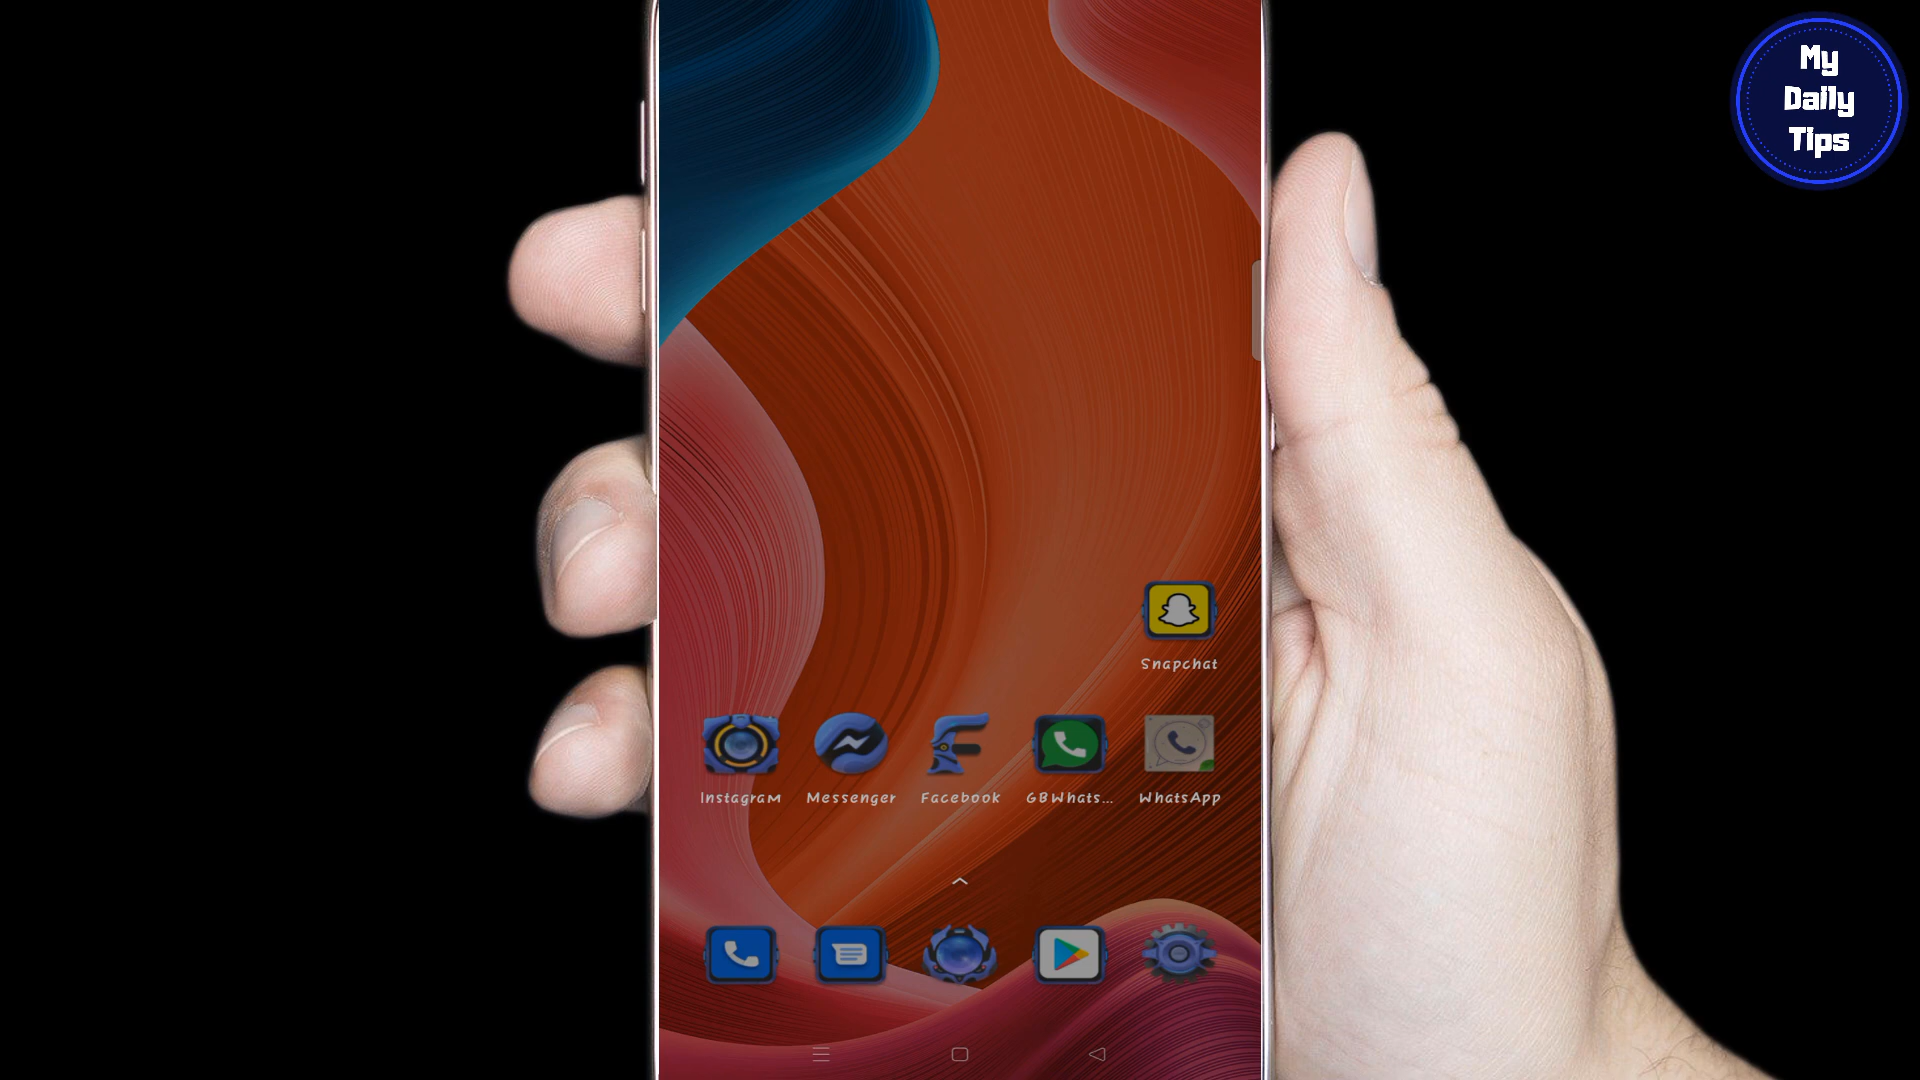 My
Daily
Tips
Snapchat
Instagram
Messenger
Facebook
GBWhats...
WhatsApp